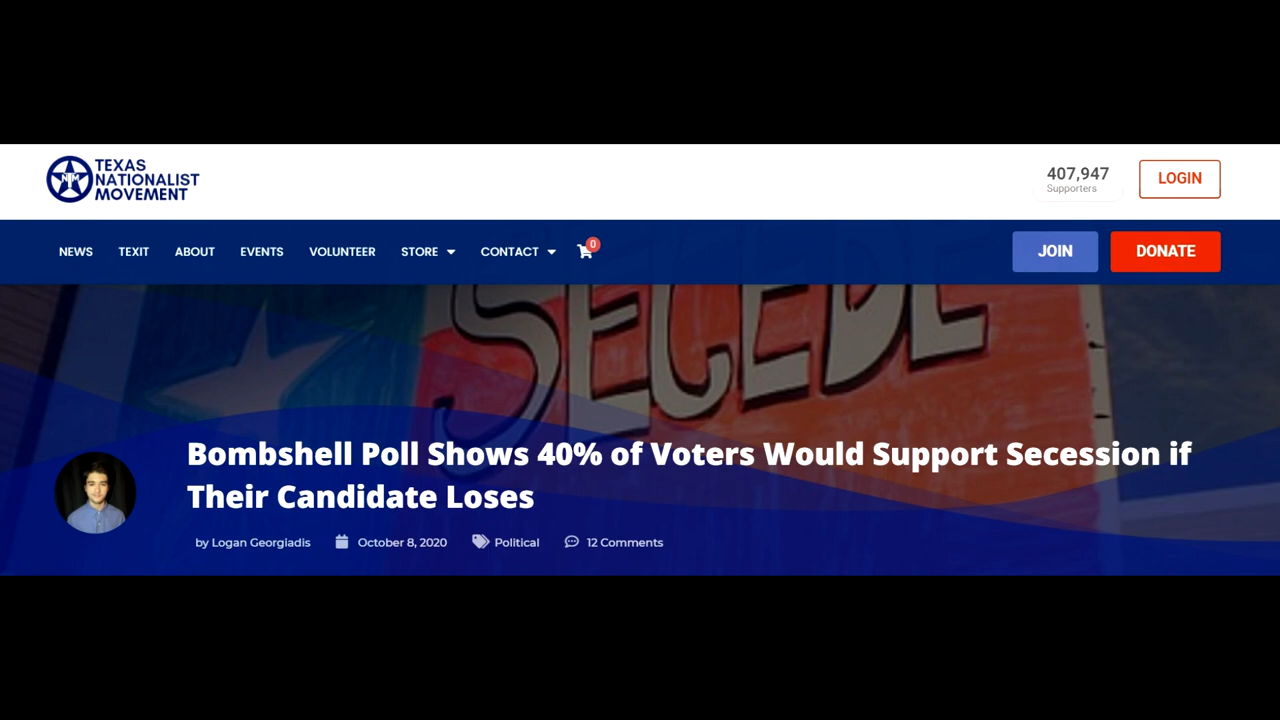 TEXAS
NATIONALIST
MOVEMENT
TNM
407,947
Supporters
LOGIN
NEWS TEXIT ABOUT EVENTS VOLUNTEER STORE CONTACT 0
JOIN
DONATE
SECEDE
Bombshell Poll Shows 40% of Voters Would Support Secession if
Their Candidate Loses
by Logan Georgiadis October 8, 2020 Political 12 Comments